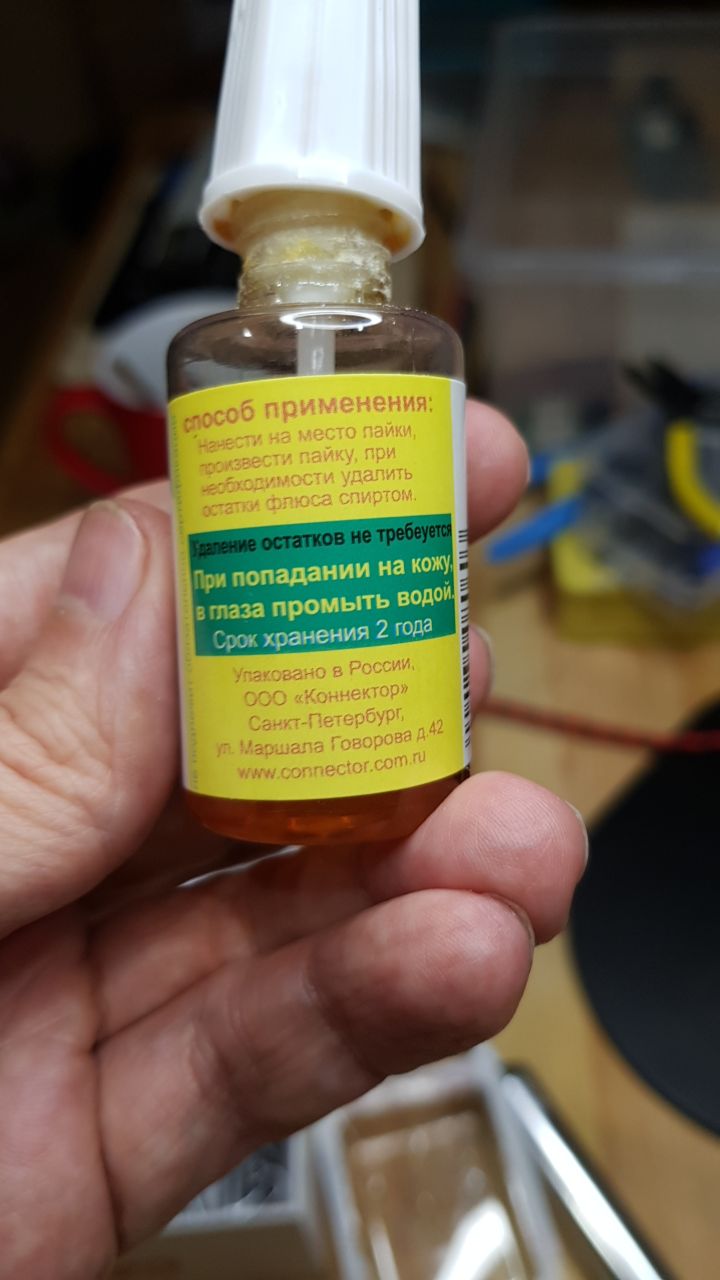 способ применения:
Нанести на место пайки,
произвести пайку, при
необходимости удалить
остатки флюса спиртом.
Удаление остатков не требеуется
При попадании на кожу,
в глаза промыть водой.
Срок хранения 2 года
Упаковано в России,
ООО «Коннектор»
Санкт-Петербург,
ул. Маршала Говорова д.42
www.connector.com.ru